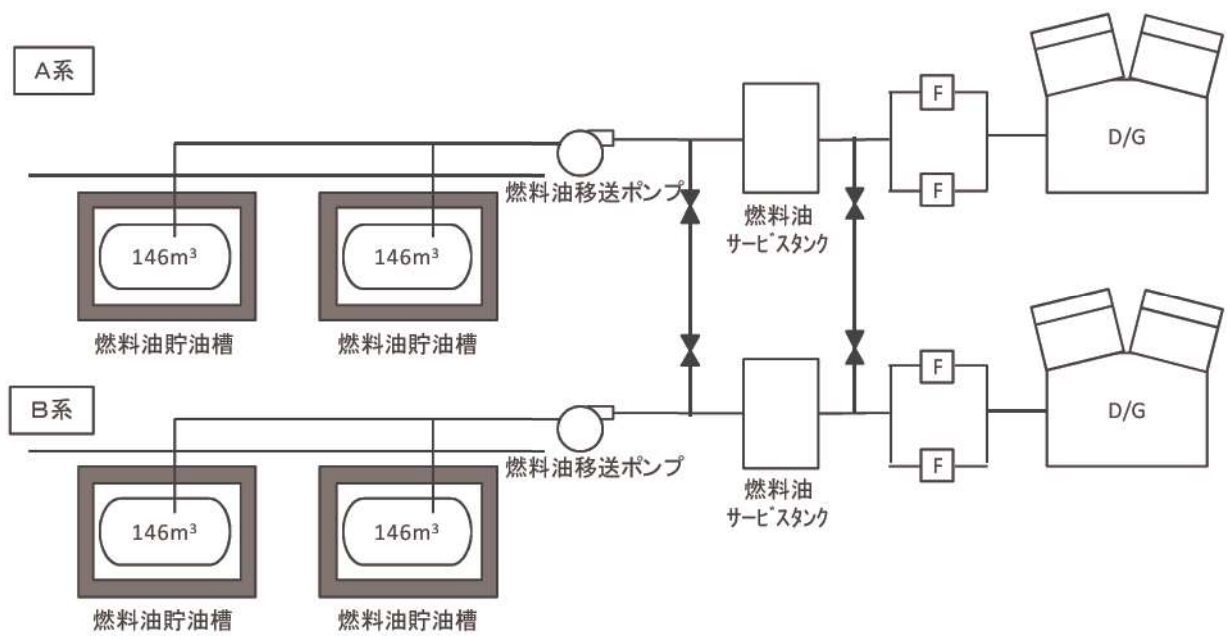 A系
F
D/G
F
燃料油移送ポンプ
燃料油
サービスタンク
146m³
146m³
燃料油貯油槽
燃料油貯油槽
B系
F
D/G
F
燃料油移送ポンプ
燃料油
サービスタンク
146m³
146m³
燃料油貯油槽
燃料油貯油槽